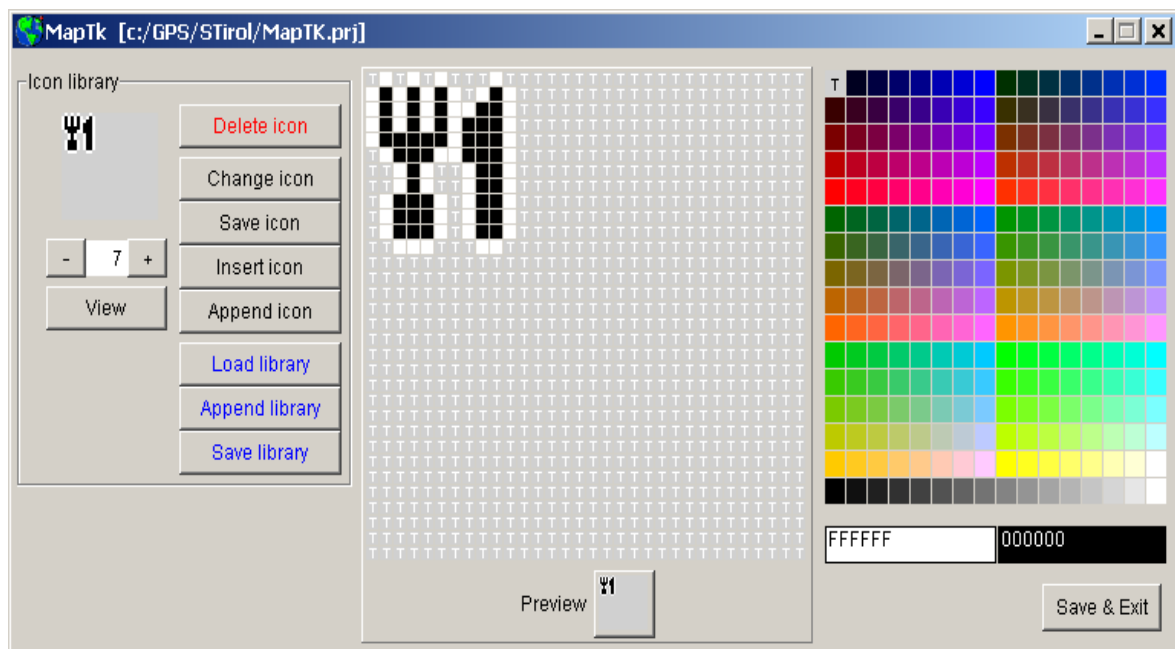 MapTk [c:/GPS/STirol/MapTK.prj]
Icon library
Delete icon
Change icon
Save icon
- 7 +
Insert icon
View
Append icon
Load library
Append library
Save library
T
FFFFFF 000000
Preview
Save & Exit